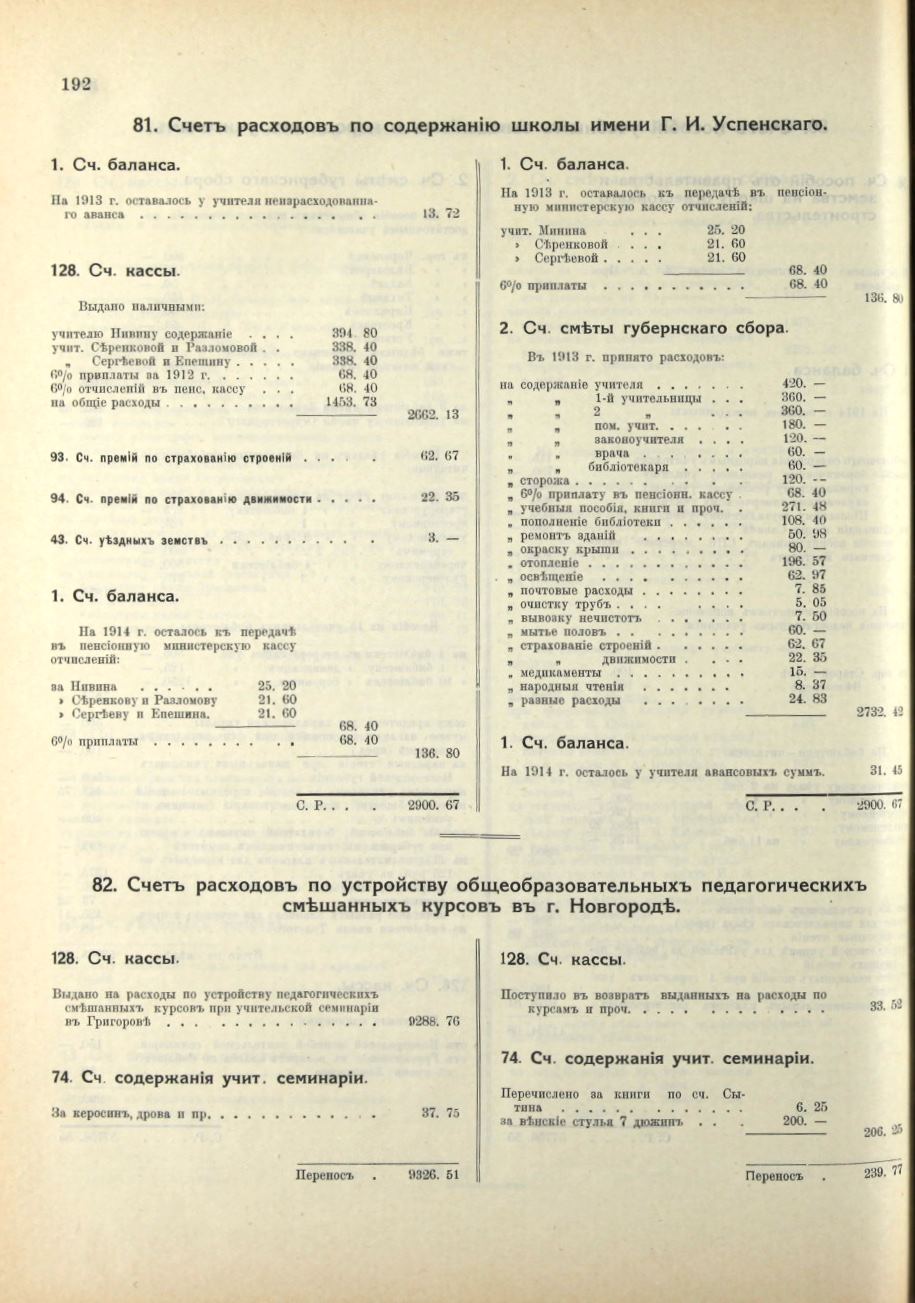 192
81. Счетъ расходовъ по содержанію школы имени Г. И. Успенскаго.
1. Сч. баланса.
На 1913 г. оставалось у учителя неизрасходованна-
го аванса . . . . . . . . . . . . . . . . 13. 72
128. Сч. кассы.
Выдано наличными:
учителю Нивину содержаніе . . . . 394 80
учит. Сѣренковой и Разломовой . . 338. 40
„ Сергѣевой и Епешину . . . . . 338. 40
6% приплаты за 1912 г. . . . . . . 68. 40
6% отчисленій въ пенс, кассу . . . 68. 40
на общіе расходы . . . . . . . . . . 1453. 73
2662. 13
93. Сч. премій по страхованію строеній . . . . . 62. 67
94. Сч. премій по страхованію движимости . . . . . 22. 35
43. Сч. уѣздныхъ земствъ . . . . . . . . . . . 3. —
1. Сч. баланса.
На 1914 г. осталось къ передачѣ
въ пенсіонную министерскую кассу
отчисленій:
за Нивина . . . . . . 25. 20
› Сѣренкову и Разломову 21. 60
› Сергѣеву и Епешина. 21. 60
68. 40
6% приплаты . . . . . . . . . . 68. 40
136. 80
С. Р. . . . 2900. 67
1. Сч. баланса.
На 1913 г. оставалось къ передачѣ въ пенсіон-
ную министерскую кассу отчисленій:
учит. Минина . . . 25. 20
› Сѣренковой . . . . 21. 60
› Сергѣевой . . . . . 21. 60
68. 40
6% приплаты . . . . . . . . . . . 68. 40
136. 80
2. Сч. смѣты губернскаго сбора.
Въ 1913 г. принято расходовъ:
на содержаніе учителя . . . . . . . 420. —
„ „ 1-й учительницы . . . 360. —
„ „ 2 „ . . . 360. —
„ „ пом. учит. . . . . . . 180. —
„ „ законоучителя . . . . 120. —
„ „ врача . . . . . . . 60. —
„ „ библіотекаря . . . . . 60. —
„ сторожа . . . . . . . . . . . 120. —
„ 6% приплату въ пенсіонн. кассу . 68. 40
„ учебныя пособія, книги и проч. . 271. 48
„ пополненіе библіотеки . . . . . . 108. 40
„ ремонтъ зданій . . . . . . . 50. 98
„ окраску крыши . . . . . . . . . 80. —
„ отопленіе . . . . . . . . . . . . 196. 57
„ освѣщеніе . . . . . . . . . . 62. 97
„ почтовые расходы . . . . . . . . 7. 85
„ очистку трубъ . . . . . . . . 5. 05
„ вывозку нечистотъ . . . . . . . 7. 50
„ мытье половъ . . . . . . . . . 60. —
„ страхованіе строеній . . . . . . . 62. 67
„ „ движимости . . . . 22. 35
„ медикаменты . . . . . . . . . . 15. —
„ народныя чтенія . . . . . . . 8. 37
„ разные расходы . . . . . . . . 24. 83
2732. 42
1. Сч. баланса.
На 1914 г. осталось у учителя авансовыхъ суммъ. 31. 45
С. Р. . . . 2900. 67
82. Счетъ расходовъ по устройству общеобразовательныхъ педагогическихъ
смѣшанныхъ курсовъ въ г. Новгородѣ.
128. Сч. кассы.
Выдано на расходы по устройству педагогическихъ
смѣшанныхъ курсовъ при учительской семинаріи
въ Григоровѣ . . . . . . . . . . . . . . . 9288. 76
74. Сч. содержанія учит. семинаріи.
За керосинъ, дрова и пр. . . . . . . . . . . . . 37. 75
Переносъ . 9326. 51
128. Сч. кассы.
Поступило въ возвратъ выданныхъ на расходы по
курсамъ и проч. . . . . . . . . . . . . 33. 52
74. Сч. содержанія учит. семинаріи.
Перечислено за книги по сч. Сы-
тина . . . . . . . . . . . . . 6. 25
за вѣнскіе стулья 7 дюжинъ . . . 200. —
206. 25
Переносъ . 239. 77